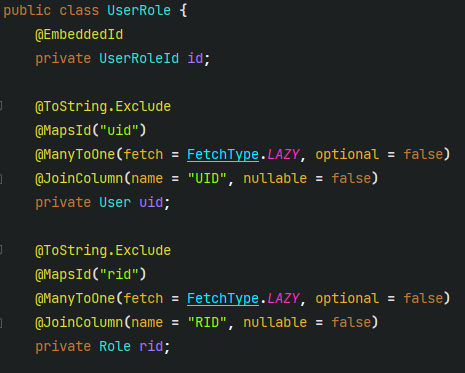 public class UserRole {
@EmbeddedId
private UserRoleId id;
@ToString.Exclude
@MapsId("uid")
@ManyToOne(fetch = FetchType.LAZY, optional = false)
@JoinColumn(name = "UID", nullable = false)
private User uid;
@ToString.Exclude
@MapsId("rid")
@ManyToOne(fetch = FetchType.LAZY, optional = false)
@JoinColumn(name = "RID", nullable = false)
private Role rid;